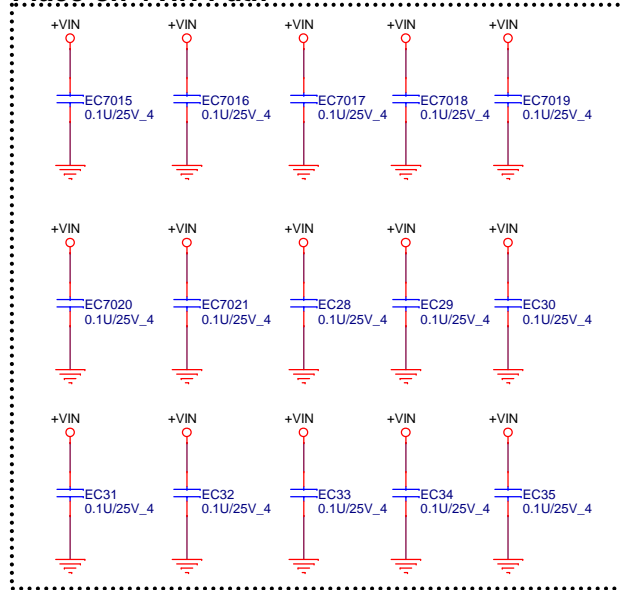 +VIN +VIN +VIN +VIN +VIN
EC7015 EC7016 EC7017 EC7018 EC7019
0.1U/25V_4 0.1U/25V_4 0.1U/25V_4 0.1U/25V_4 0.1U/25V_4
+VIN +VIN +VIN +VIN +VIN
EC7020 EC7021 EC28 EC29 EC30
0.1U/25V_4 0.1U/25V_4 0.1U/25V_4 0.1U/25V_4 0.1U/25V_4
+VIN +VIN +VIN +VIN +VIN
EC31 EC32 EC33 EC34 EC35
0.1U/25V_4 0.1U/25V_4 0.1U/25V_4 0.1U/25V_4 0.1U/25V_4